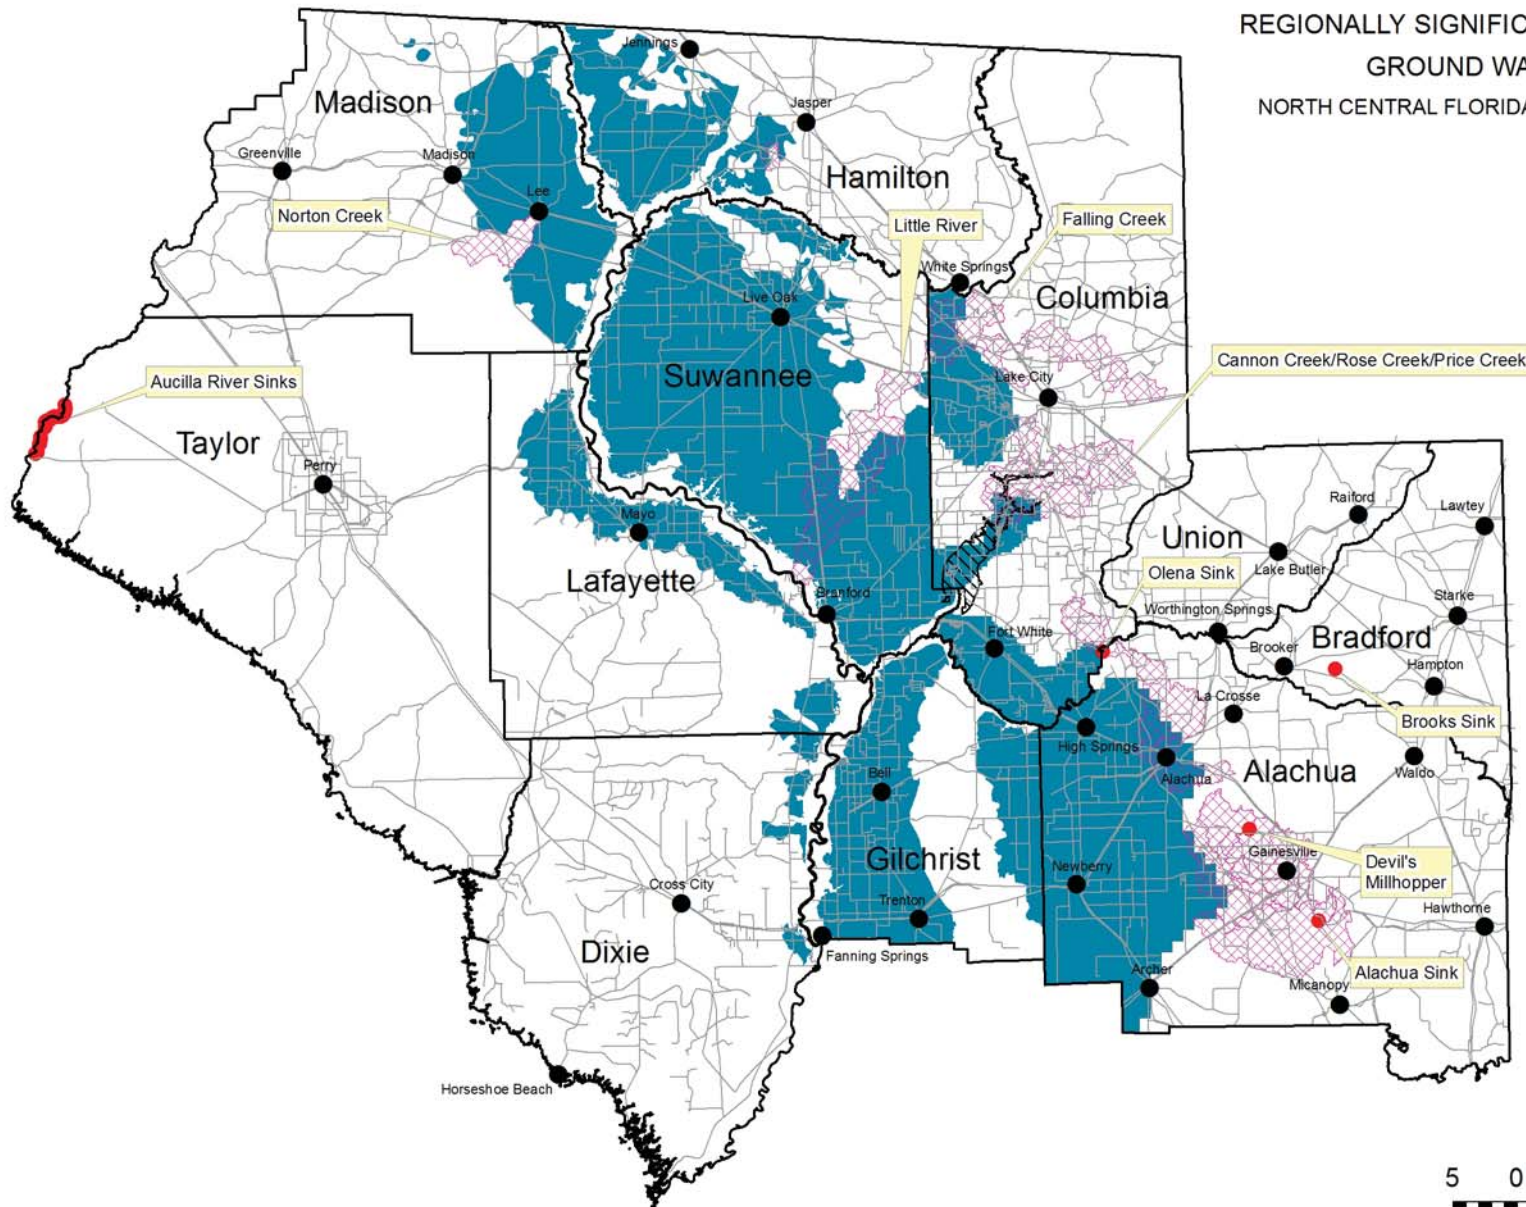 REGIONALLY SIGNIFIC
GROUND WA
NORTH CENTRAL FLORIDA
Jennings
Madison
Jasper
Greenville
Madison
Hamilton
Lee
Norton Creek
Little River
Falling Creek
White Springs
Columbia
Live Oak
Suwannee
Cannon Creek/Rose Creek/Price Creek
Lake City
Aucilla River Sinks
Taylor
Perry
Mayo
Raiford
Lawtey
Union
Lake Butler
Olena Sink
Lafayette
Branford
Worthington Springs
Starke
Fort White
Bradford
Brooker
Hampton
La Crosse
Brooks Sink
High Springs
Alachua
Alachua
Waldo
Bell
Gilchrist
Gainesville
Devil's
Millhopper
Newberry
Cross City
Trenton
Hawthorne
Dixie
Fanning Springs
Alachua Sink
Archer
Micanopy
Horseshoe Beach
5 0